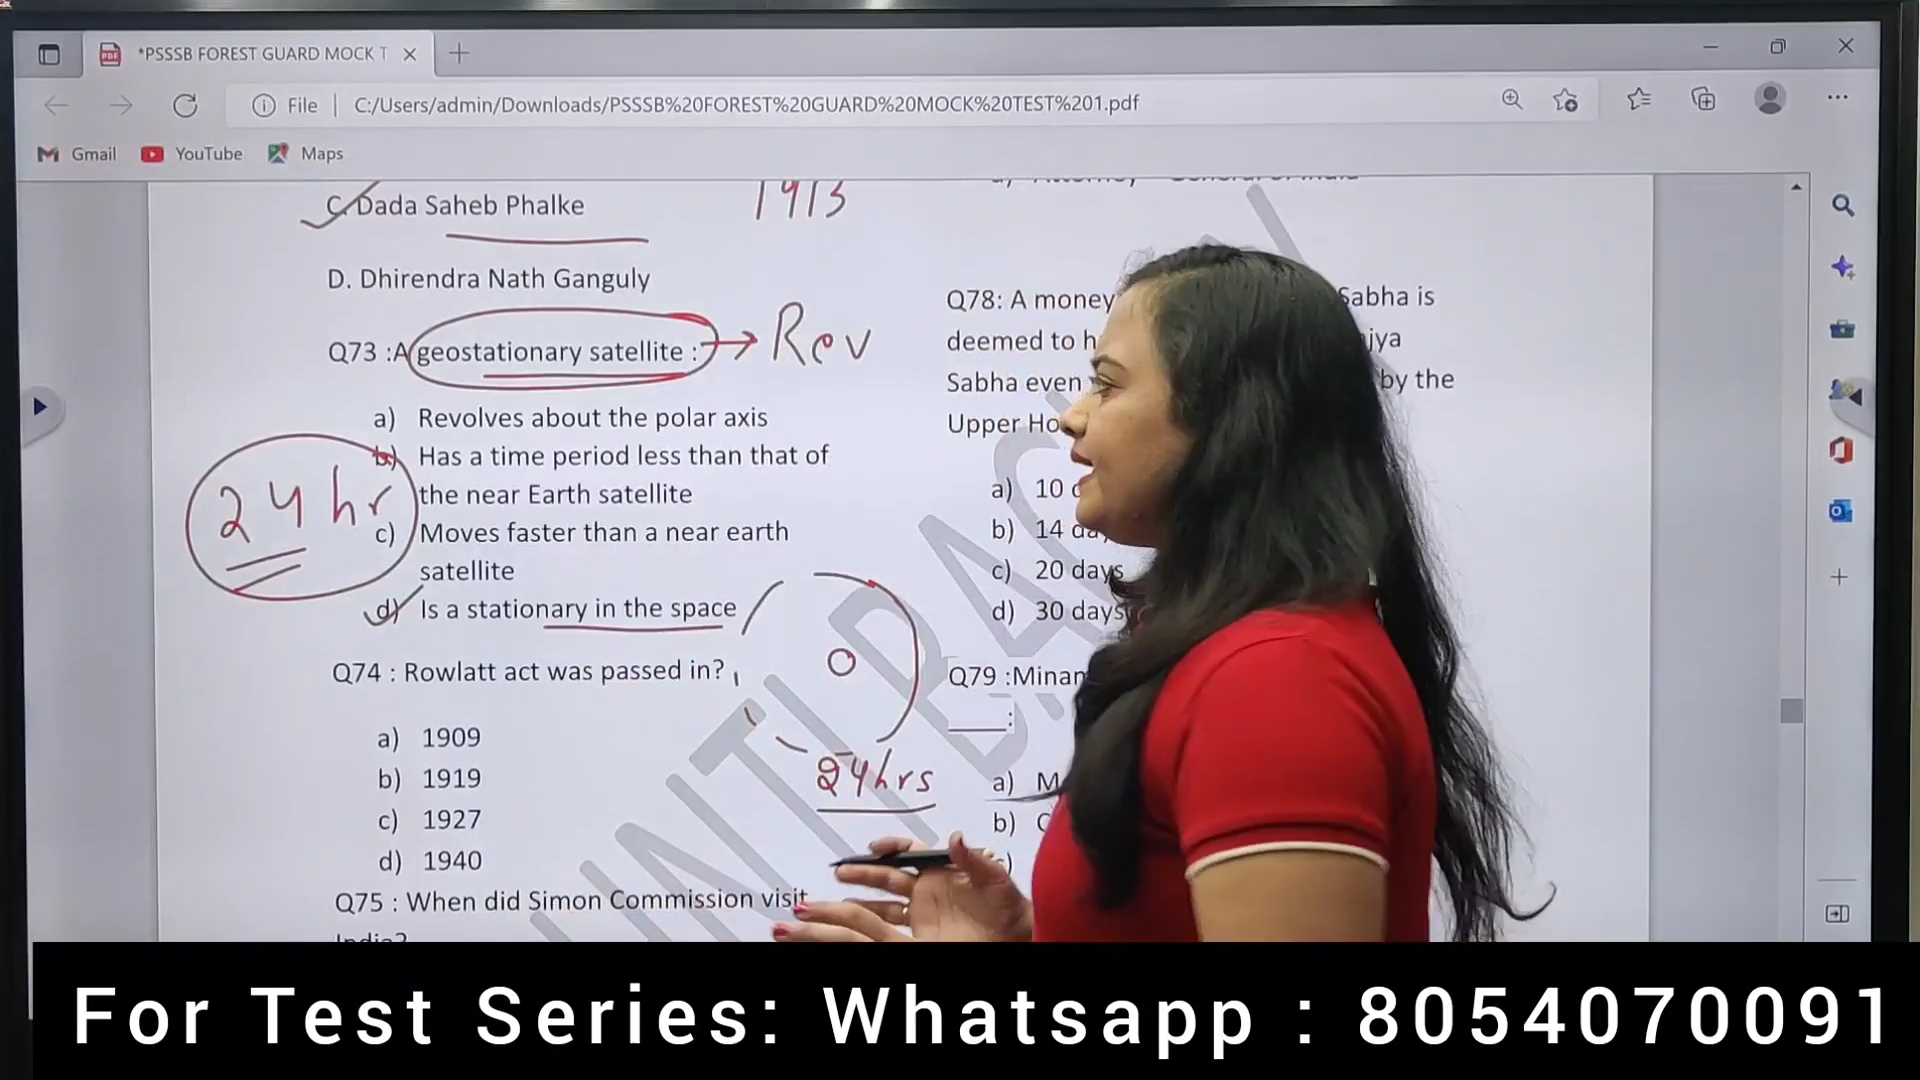 *PSSSB FOREST GUARD MOCK T
File
C:/Users/admin/Downloads/PSSSB%20FOREST%20GUARD%20MOCK%20TEST%201.pdf
Gmail
YouTube
Maps
C. Dada Saheb Phalke
1913
D. Dhirendra Nath Ganguly
Q73 :A geostationary satellite :
→ Rev
a) Revolves about the polar axis
b) Has a time period less than that of
the near Earth satellite
24 hr
c) Moves faster than a near earth
satellite
d) Is a stationary in the space
24hrs
Q74 : Rowlatt act was passed in?
a) 1909
b) 1919
c) 1927
d) 1940
Q75 : When did Simon Commission visit
India?
Q78: A money Sabha is
deemed to
Sabha even by the
Upper
a) 10
b) 14
c) 20 days
d) 30 days
Q79 :
____:
a) M
b)
For Test Series: Whatsapp : 8054070091